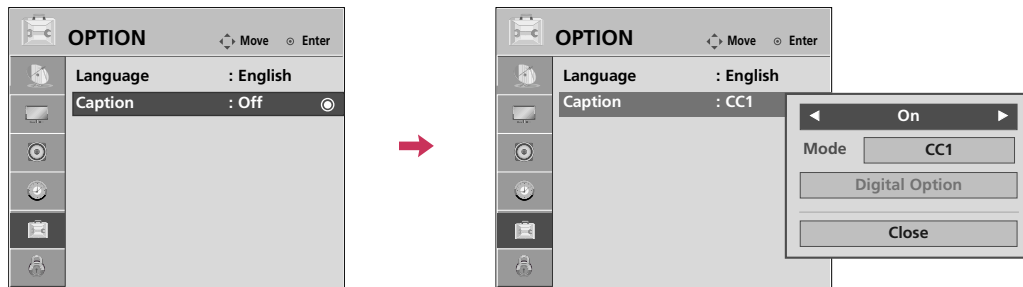 OPTION Move Enter
Language : English
Caption : Off
OPTION Move Enter
Language : English
Caption : CC1
On
Mode CC1
Digital Option
Close